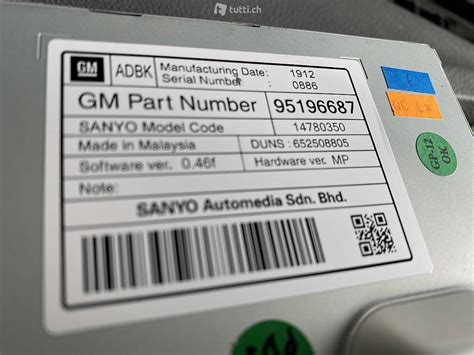 tutti.ch
GM ADBK Manufacturing Date: 1912
Serial Number : 0886
GM Part Number 95196687
SANYO Model Code 14780350
Made in Malaysia DUNS : 652508805
Software ver. 0.46f Hardware ver. MP
Note:
SANYO Automedia Sdn. Bhd.
GP-12
OK